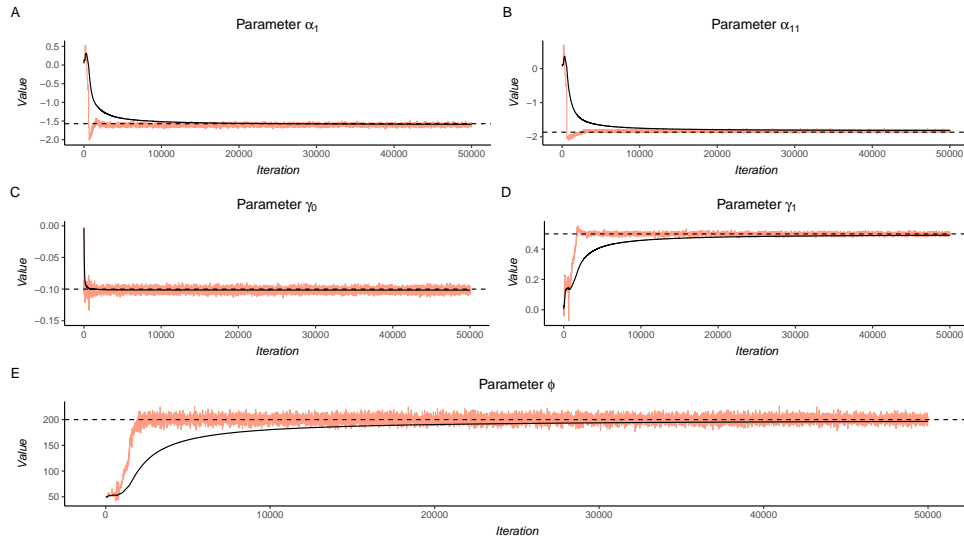 A
Parameter α1
Value
0.5
0.0
−0.5
−1.0
−1.5
−2.0
0
10000
20000
30000
40000
50000
Iteration
B
Parameter α11
Value
0
−1
−2
0
10000
20000
30000
40000
50000
Iteration
C
Parameter γ0
Value
0.00
−0.05
−0.10
−0.15
0
10000
20000
30000
40000
50000
Iteration
D
Parameter γ1
Value
0.4
0.2
0.0
0
10000
20000
30000
40000
50000
Iteration
E
Parameter ϕ
Value
200
150
100
50
0
10000
20000
30000
40000
50000
Iteration